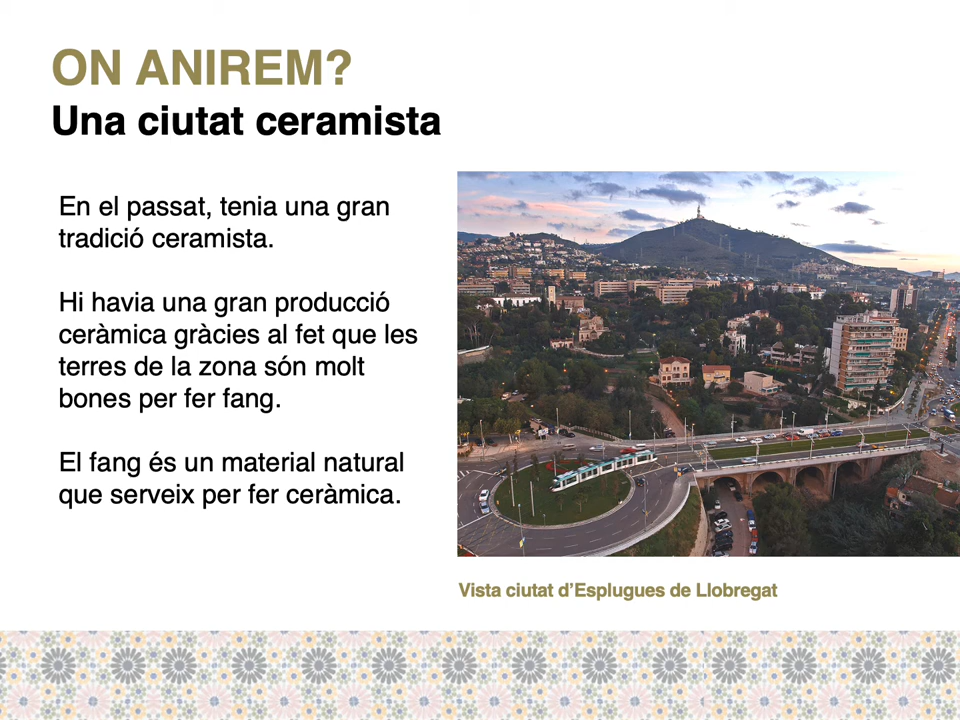 ON ANIREM?
Una ciutat ceramista
En el passat, tenia una gran
tradició ceramista.
Hi havia una gran producció
ceràmica gràcies al fet que les
terres de la zona són molt
bones per fer fang.
El fang és un material natural
que serveix per fer ceràmica.
Vista ciutat d’Esplugues de Llobregat